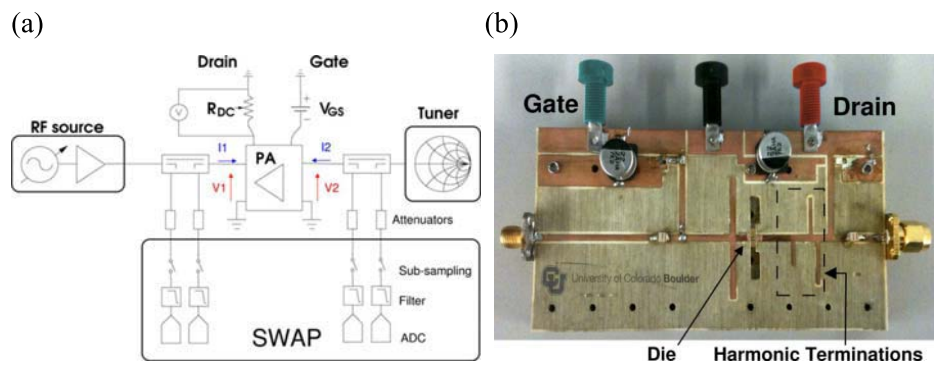 (a)
(b)
Drain
Gate
V
R_DC
V_GS
RF source
Tuner
I1
PA
I2
V1
V2
Attenuators
Sub-sampling
Filter
ADC
SWAP
Gate
Drain
CU University of Colorado Boulder
Die
Harmonic Terminations